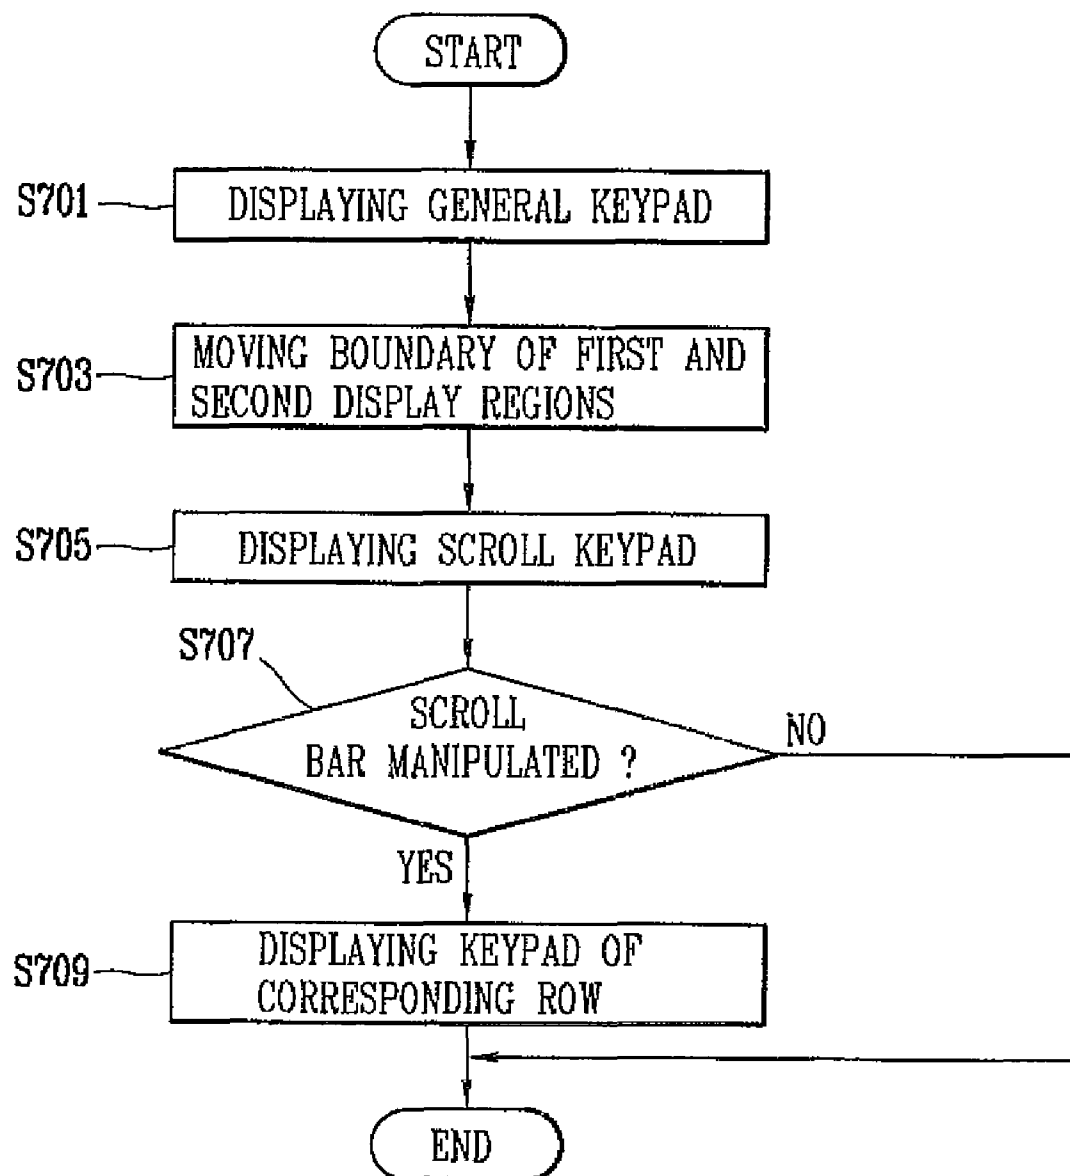 START
S701
DISPLAYING GENERAL KEYPAD
S703
MOVING BOUNDARY OF FIRST AND
SECOND DISPLAY REGIONS
S705
DISPLAYING SCROLL KEYPAD
S707
SCROLL
BAR MANIPULATED ?
NO
YES
S709
DISPLAYING KEYPAD OF
CORRESPONDING ROW
END